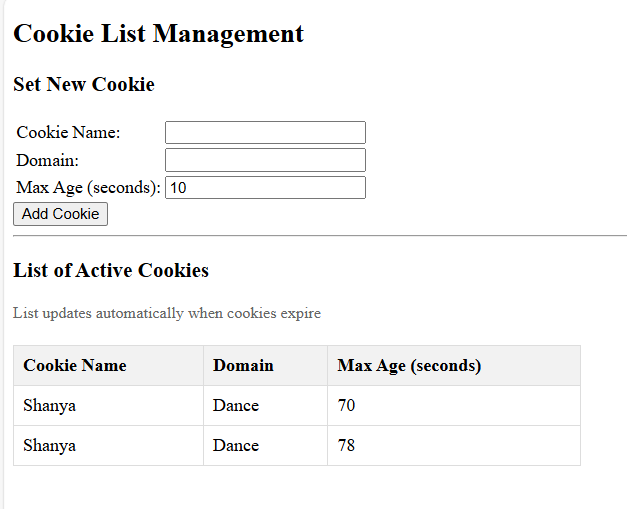 Cookie List Management
Set New Cookie
Cookie Name:
Domain:
Max Age (seconds): 10
Add Cookie
List of Active Cookies
List updates automatically when cookies expire
Cookie Name Domain Max Age (seconds)
Shanya Dance 70
Shanya Dance 78